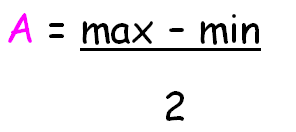 A = max - min
2